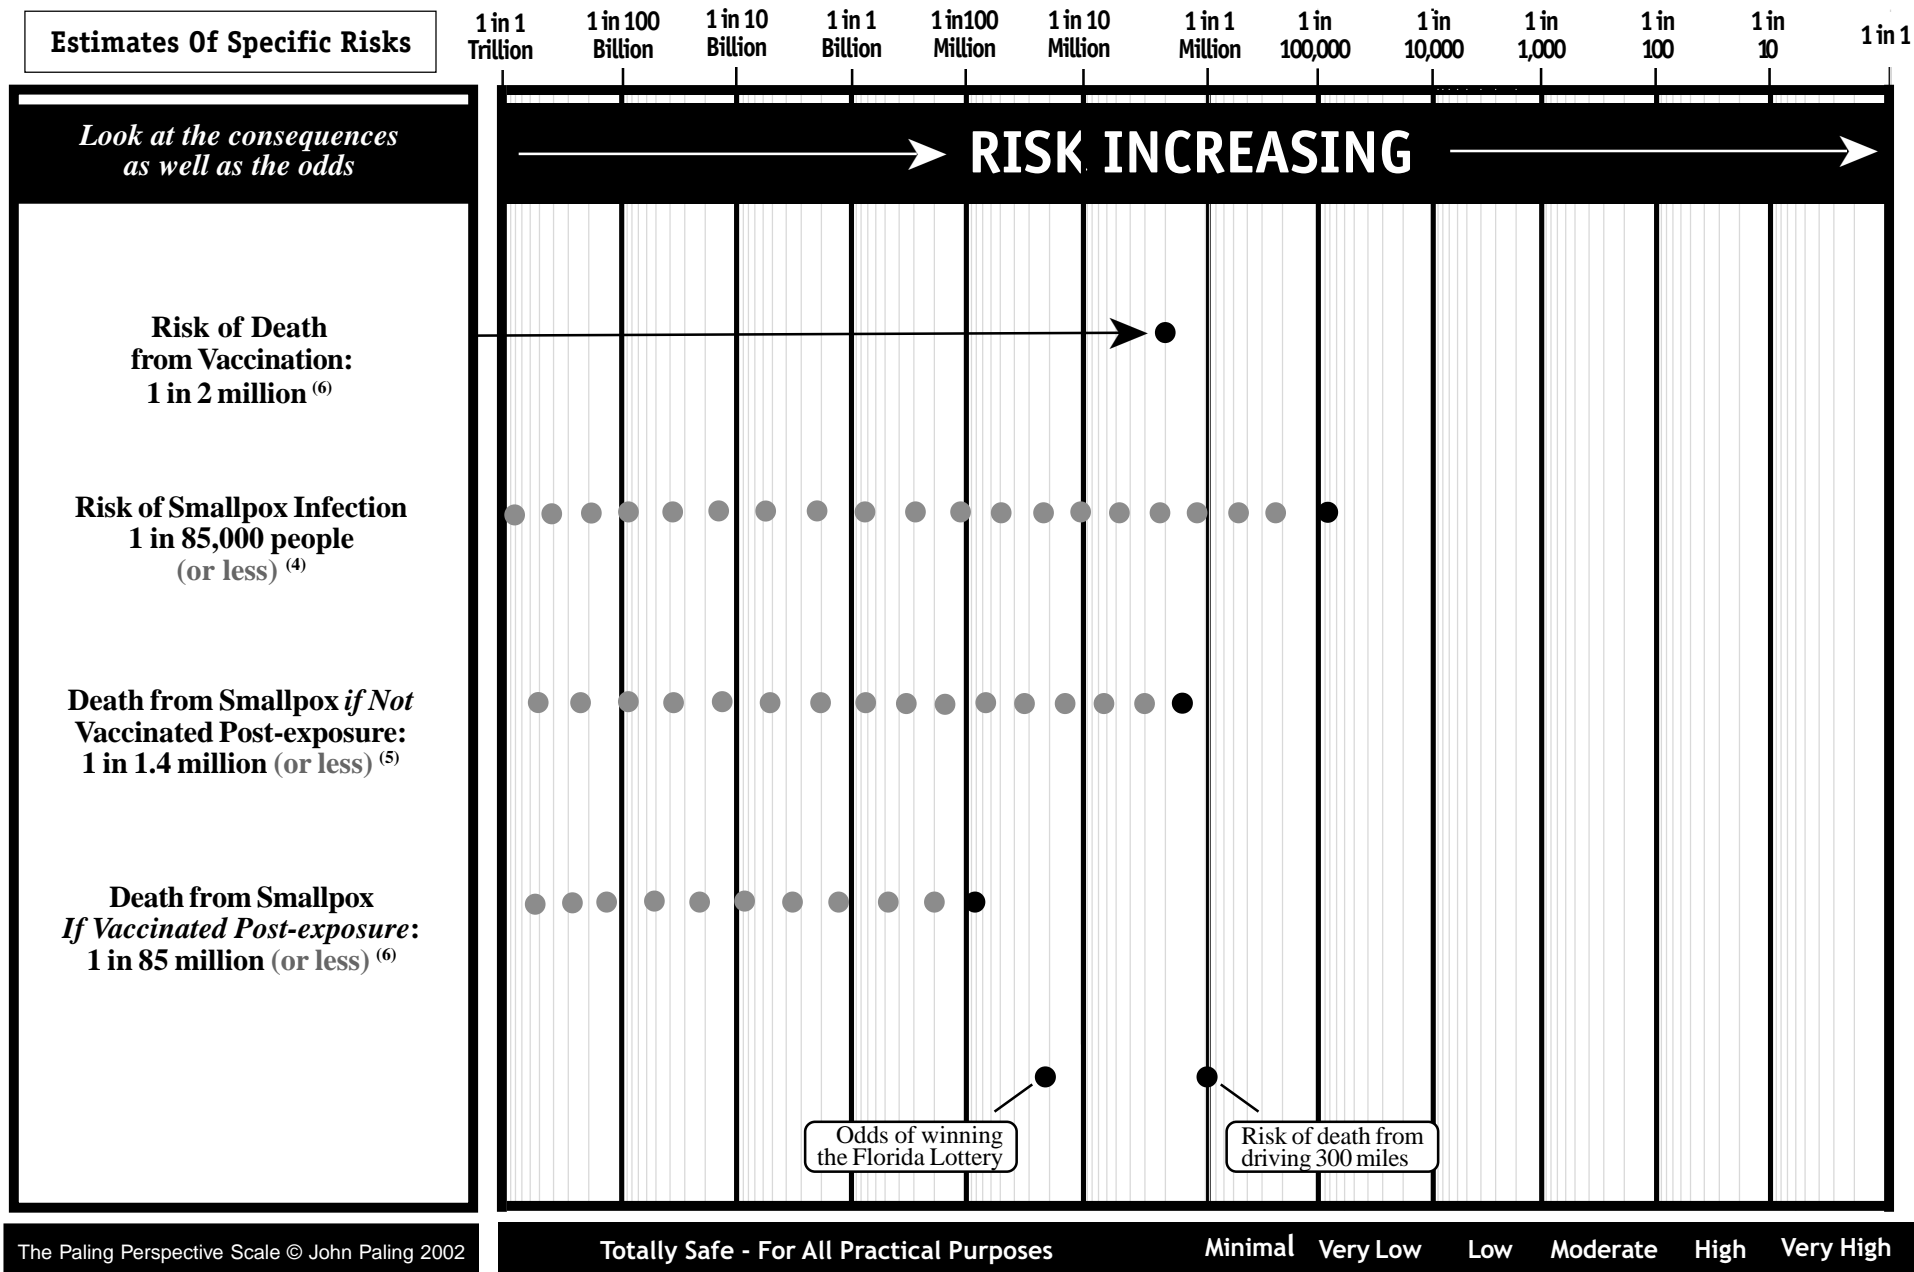 Estimates Of Specific Risks
1 in 1
Trillion
1 in 100
Billion
1 in 10
Billion
1 in 1
Billion
1 in100
Million
1 in 10
Million
1 in 1
Million
1 in
100,000
1 in
10,000
1 in
1,000
1 in
100
1 in
10
1 in 1
Look at the consequences
as well as the odds
RISK INCREASING
Risk of Death
from Vaccination:
1 in 2 million (6)
Risk of Smallpox Infection
1 in 85,000 people
(or less) (4)
Death from Smallpox if Not
Vaccinated Post-exposure:
1 in 1.4 million (or less) (5)
Death from Smallpox
If Vaccinated Post-exposure:
1 in 85 million (or less) (6)
Odds of winning
the Florida Lottery
Risk of death from
driving 300 miles
The Paling Perspective Scale © John Paling 2002
Totally Safe - For All Practical Purposes
Minimal
Very Low
Low
Moderate
High
Very High